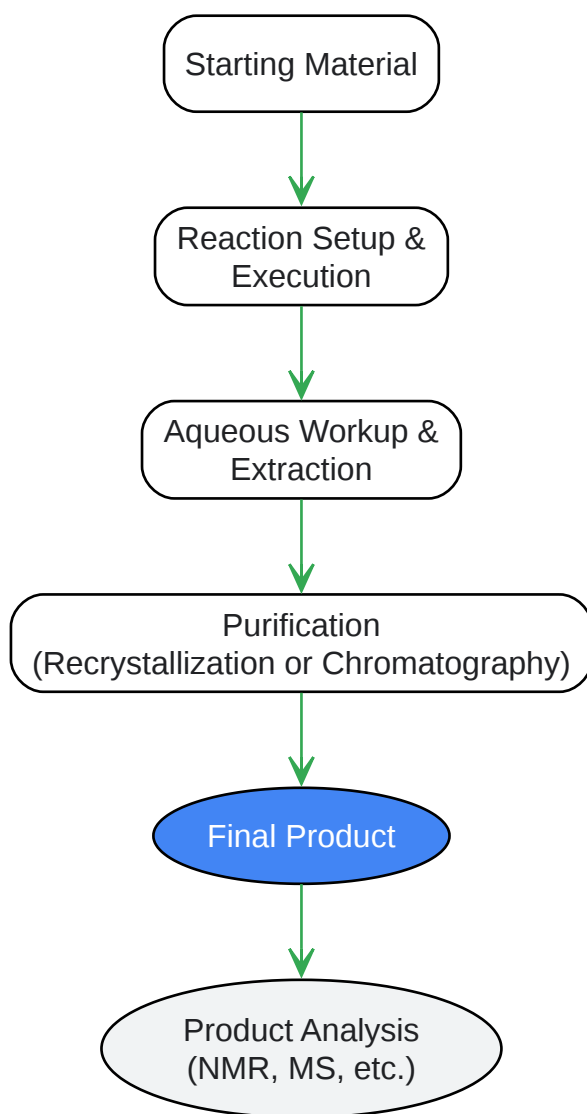 Starting Material
Reaction Setup &
Execution
Aqueous Workup &
Extraction
Purification
(Recrystallization or Chromatography)
Final Product
Product Analysis
(NMR, MS, etc.)